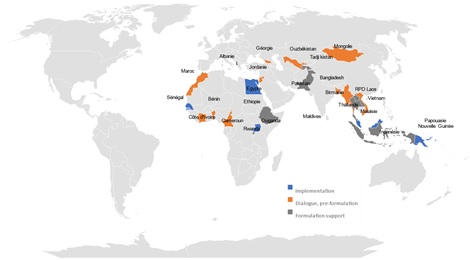 Mongolie
Géorgie
Ouzbékistan
Albanie
Tadjikistan
Jordanie
Maroc
Bangladesh
Pakistan
Egypte
RPD Laos
Birmanie
Sénégal
Bénin
Ethiopie
Vietnam
Thaïlande
Malaisie
Maldives
Côte d'Ivoire
Cameroun
Ouganda
Papouasie
Nouvelle Guinée
Rwanda
Indonésie
Implementation
Dialogue, pre-formulation
Formulation support